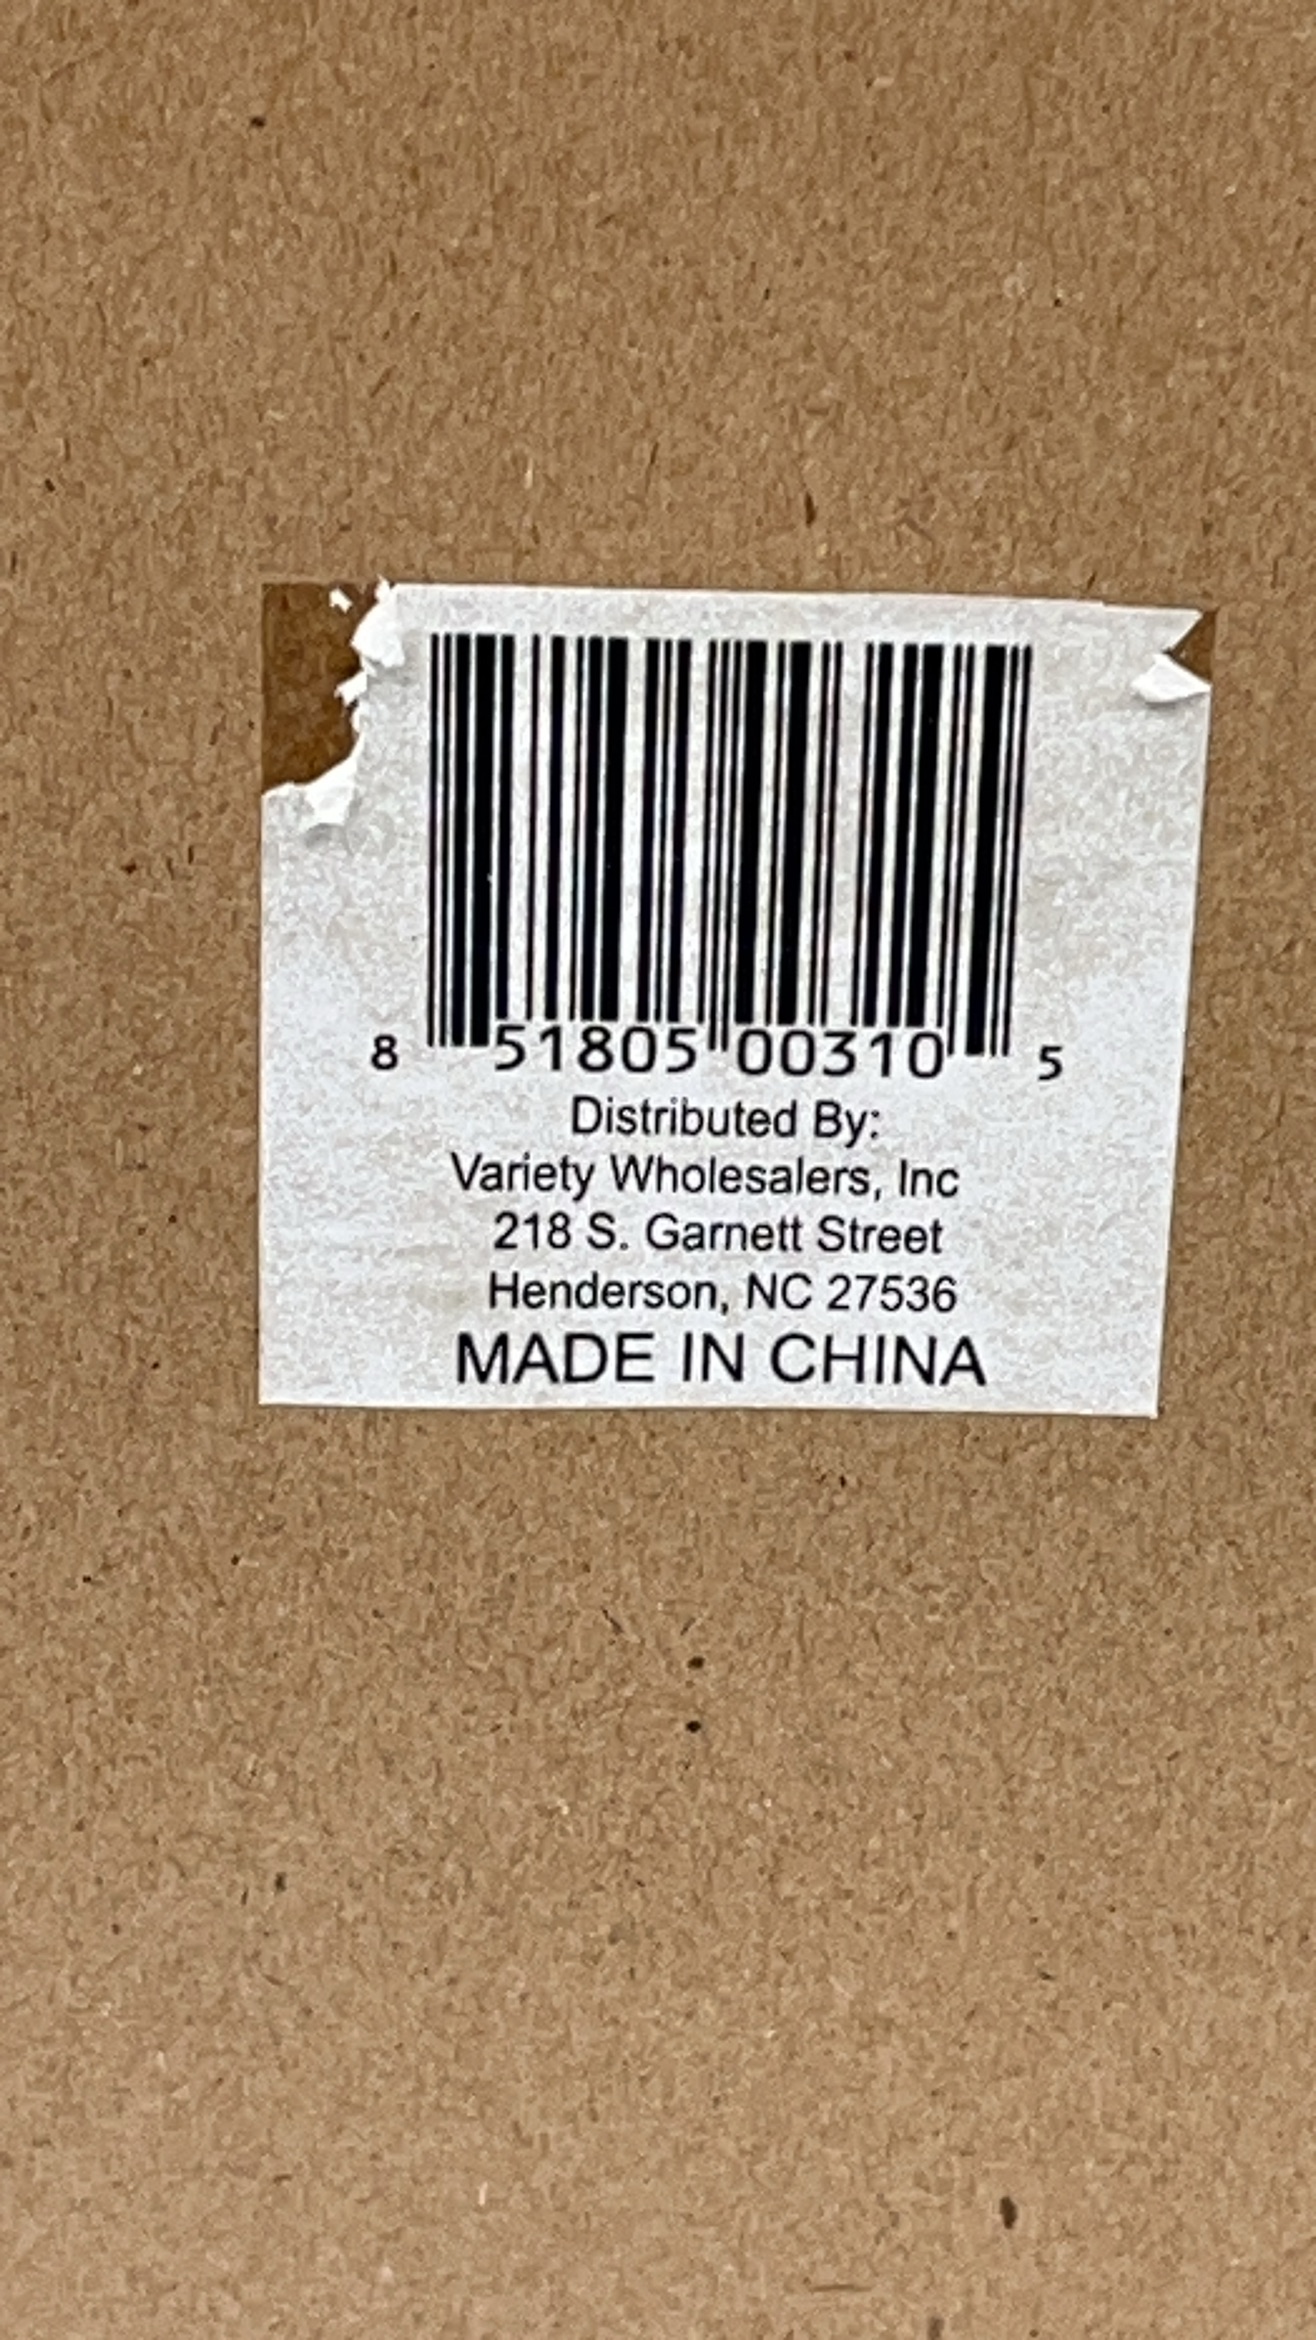 8 51805 00310 5
Distributed By:
Variety Wholesalers, Inc
218 S. Garnett Street
Henderson, NC 27536
MADE IN CHINA